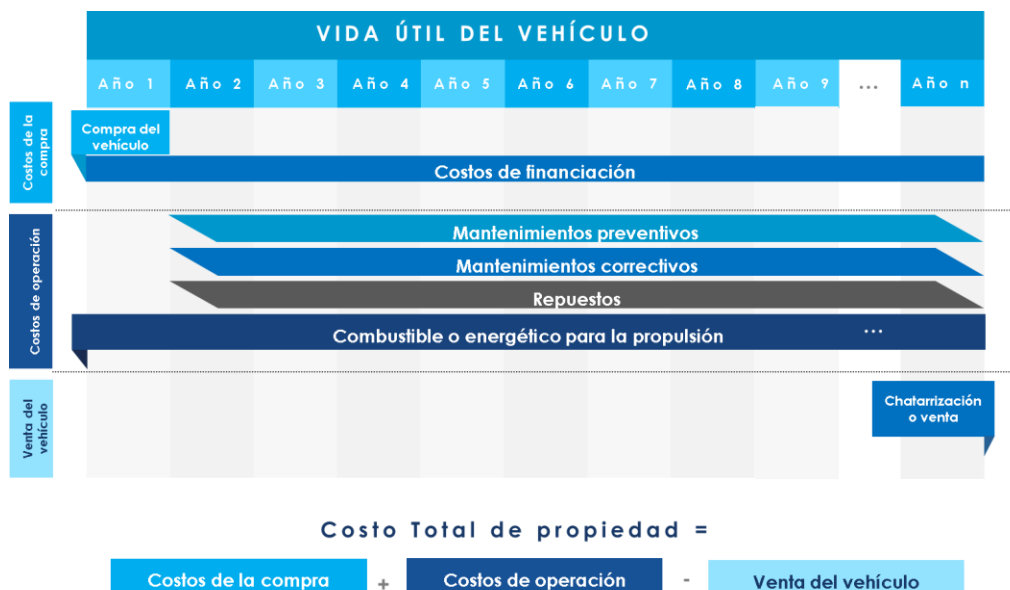 VIDA ÚTIL DEL VEHÍCULO
Año 1 Año 2 Año 3 Año 4 Año 5 Año 6 Año 7 Año 8 Año 9 ... Año n
Costos de la
compra
Compra del
vehículo
Costos de financiación
Costos de operación
Mantenimientos preventivos
Mantenimientos correctivos
Repuestos
Combustible o energético para la propulsión ...
Venta del
vehículo
Chatarrización
o venta
Costo Total de propiedad =
Costos de la compra + Costos de operación - Venta del vehículo